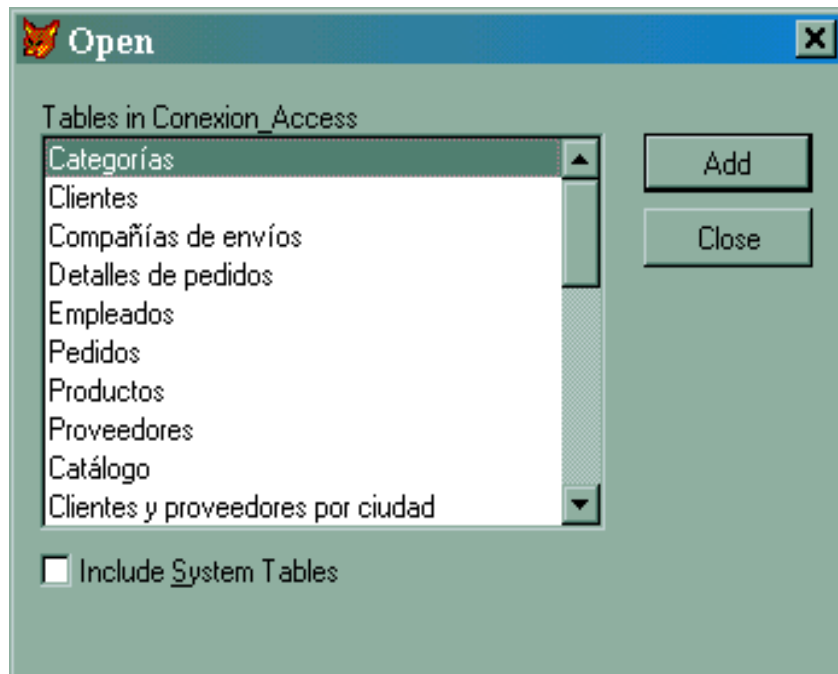 Open
Tables in Conexion_Access
Categorías
Clientes
Compañías de envíos
Detalles de pedidos
Empleados
Pedidos
Productos
Proveedores
Catálogo
Clientes y proveedores por ciudad
Add
Close
Include System Tables